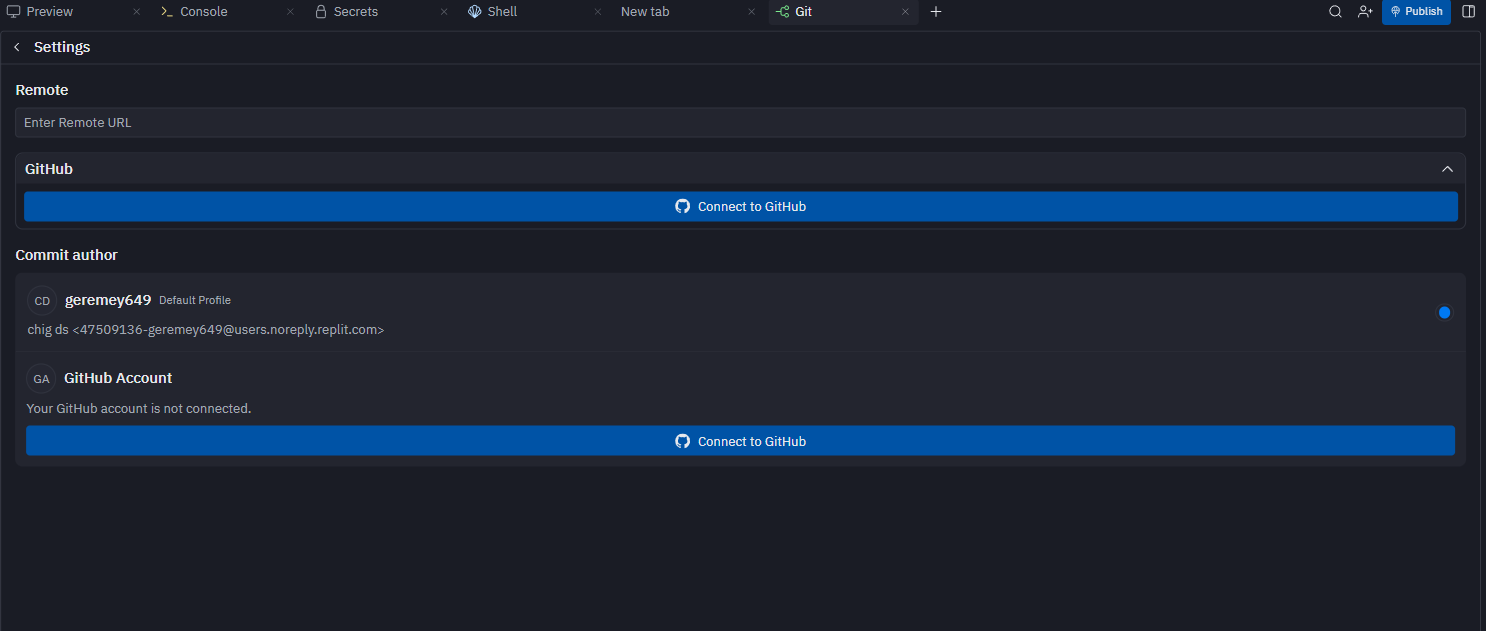 Preview Console Secrets Shell New tab Git Publish
Settings
Remote
Enter Remote URL
GitHub
Connect to GitHub
Commit author
CD geremey649 Default Profile
chig ds <47509136-geremey649@users.noreply.replit.com>
GA GitHub Account
Your GitHub account is not connected.
Connect to GitHub